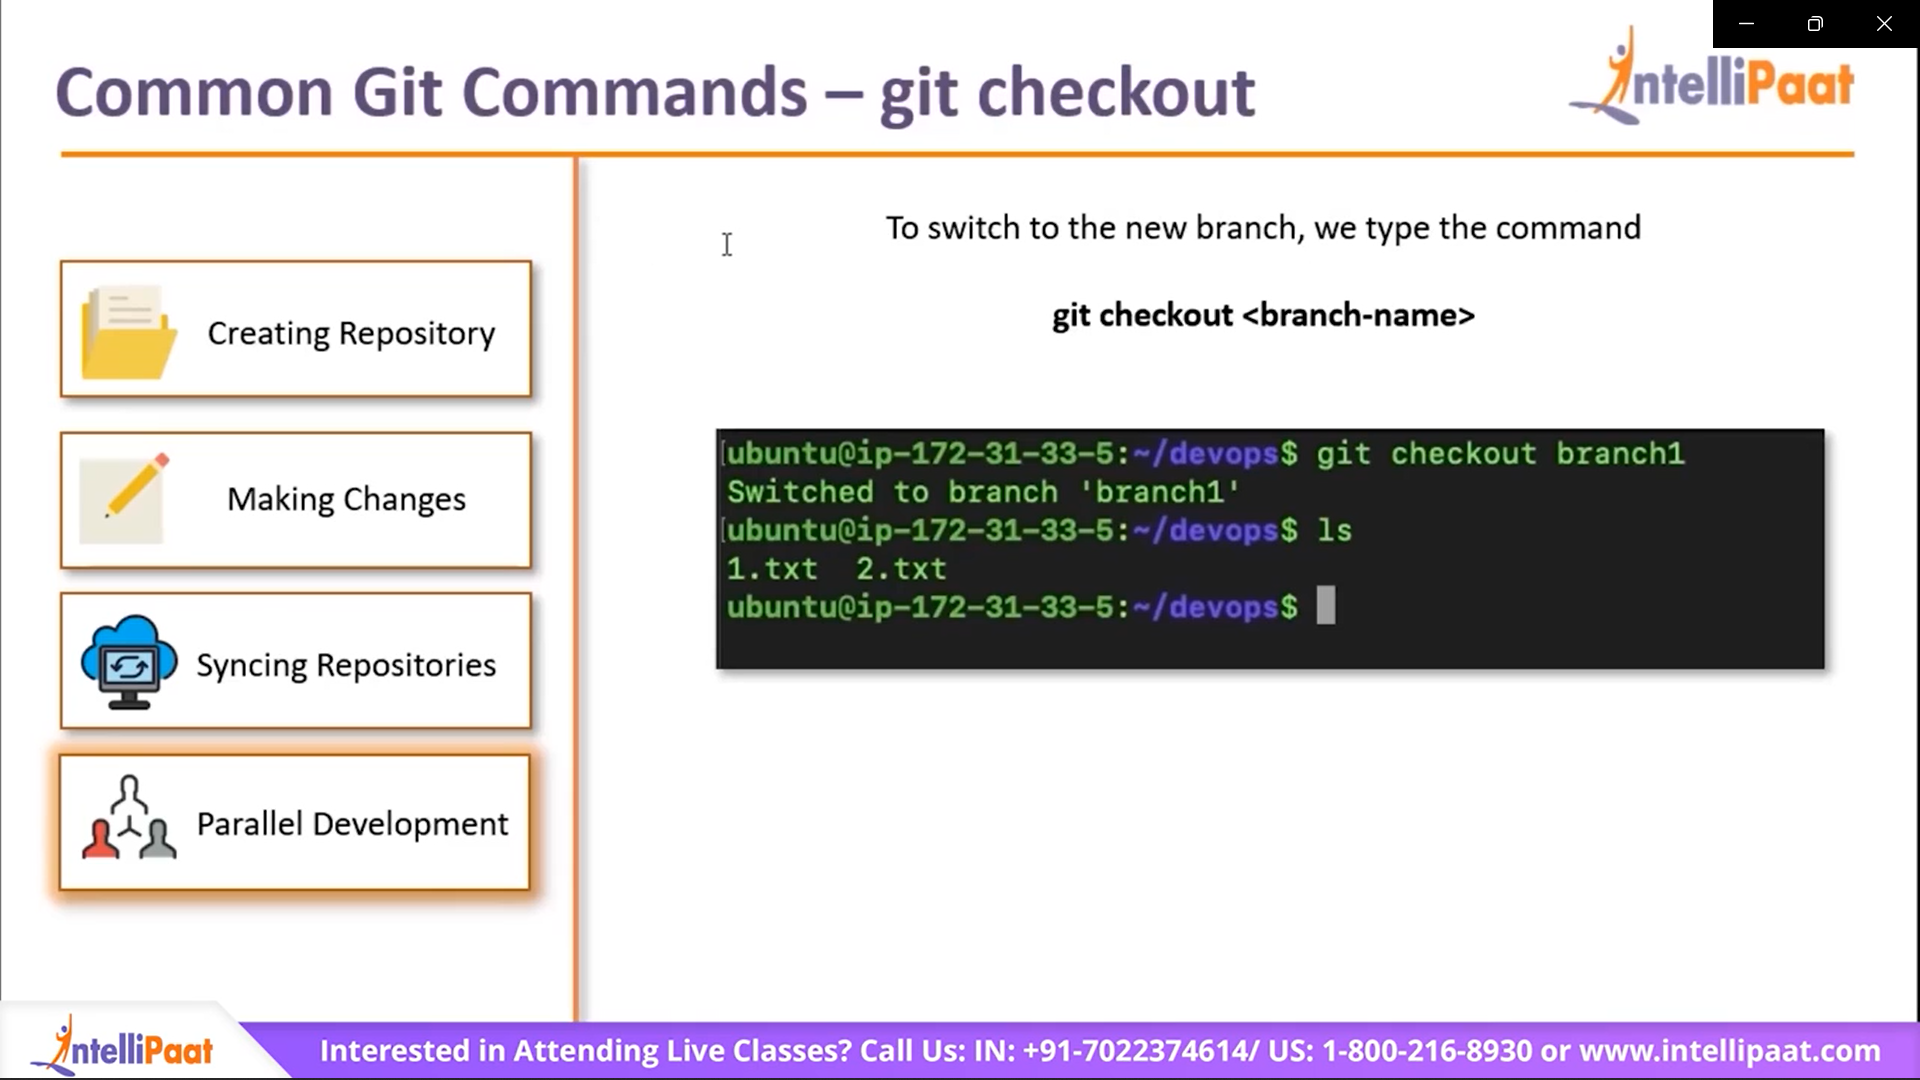 Common Git Commands – git checkout
IntelliPaat
Creating Repository
Making Changes
Syncing Repositories
Parallel Development
To switch to the new branch, we type the command
git checkout <branch-name>
[ubuntu@ip-172-31-33-5:~/devops$ git checkout branch1
Switched to branch 'branch1'
[ubuntu@ip-172-31-33-5:~/devops$ ls
1.txt  2.txt
ubuntu@ip-172-31-33-5:~/devops$
IntelliPaat
Interested in Attending Live Classes? Call Us: IN: +91-7022374614/ US: 1-800-216-8930 or www.intellipaat.com